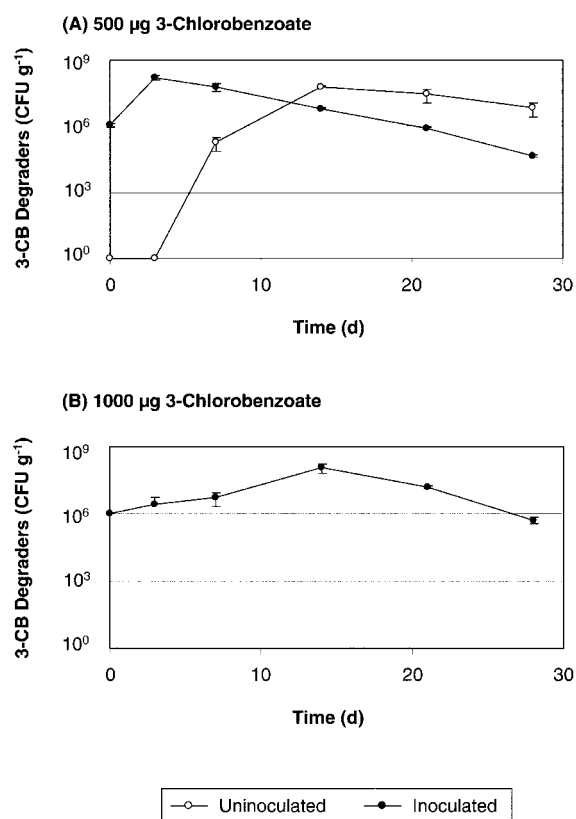 (A) 500 µg 3-Chlorobenzoate
3-CB Degraders (CFU g⁻¹)
10⁹
10⁶
10³
10⁰
0 10 20 30
Time (d)
(B) 1000 µg 3-Chlorobenzoate
3-CB Degraders (CFU g⁻¹)
10⁹
10⁶
10³
10⁰
0 10 20 30
Time (d)
Uninoculated Inoculated